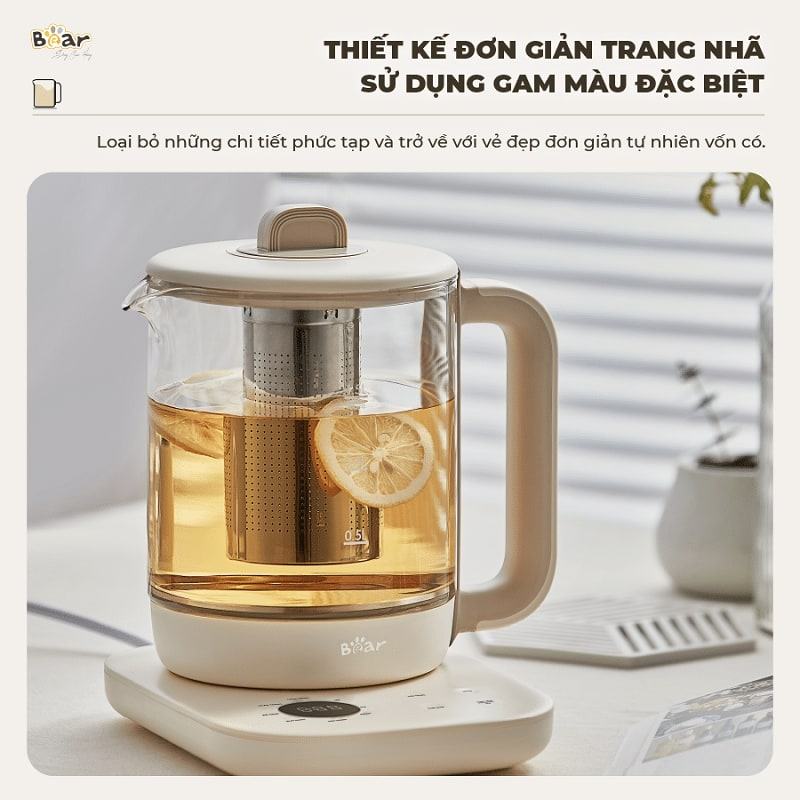 Bear
THIẾT KẾ ĐƠN GIẢN TRANG NHÃ
SỬ DỤNG GAM MÀU ĐẶC BIỆT
Loại bỏ những chi tiết phức tạp và trở về với vẻ đẹp đơn giản tự nhiên vốn có.
0.5L
Bear